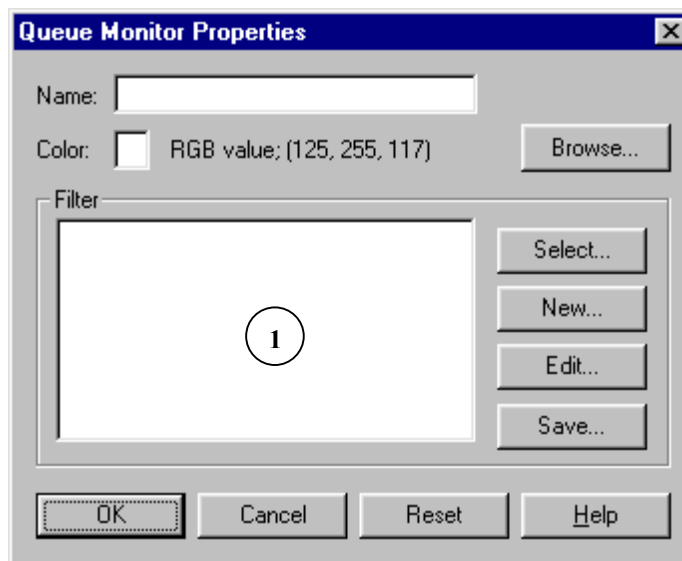 Queue Monitor Properties
Name:
Color: RGB value; (125, 255, 117) Browse...
Filter
Select...
New...
1
Edit...
Save...
OK Cancel Reset Help